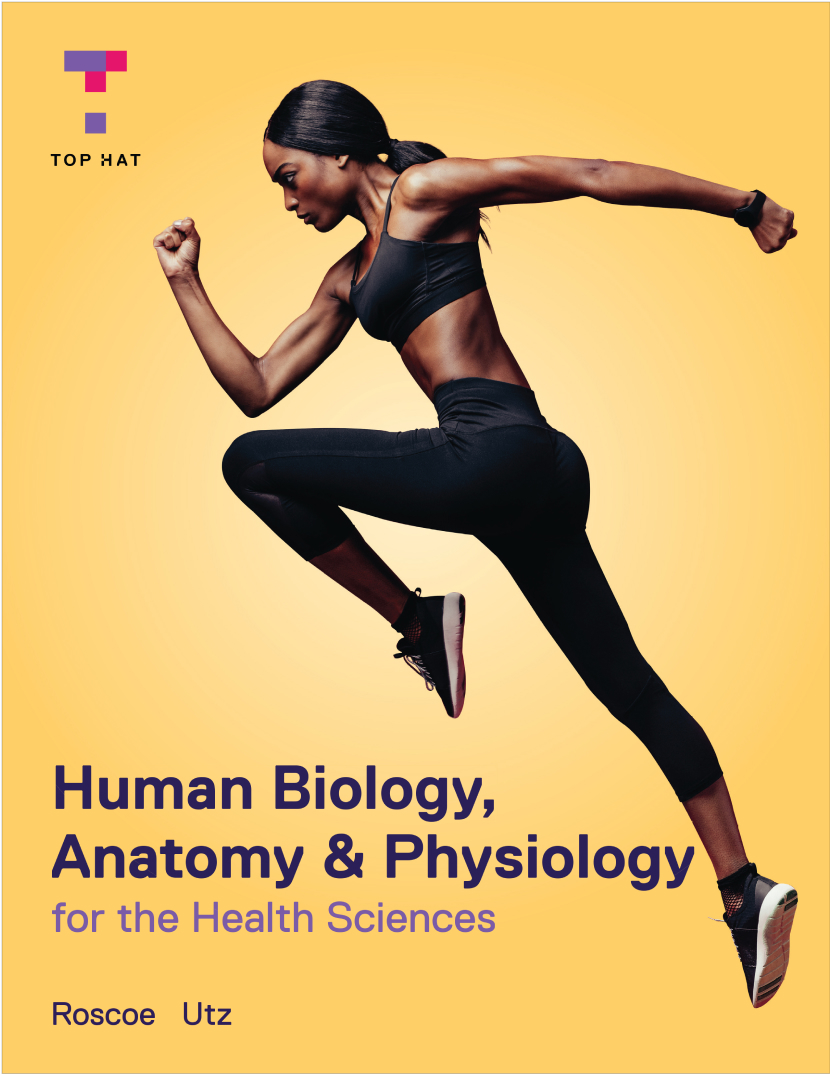 TOP HAT
Human Biology,
Anatomy & Physiology
for the Health Sciences
Roscoe Utz